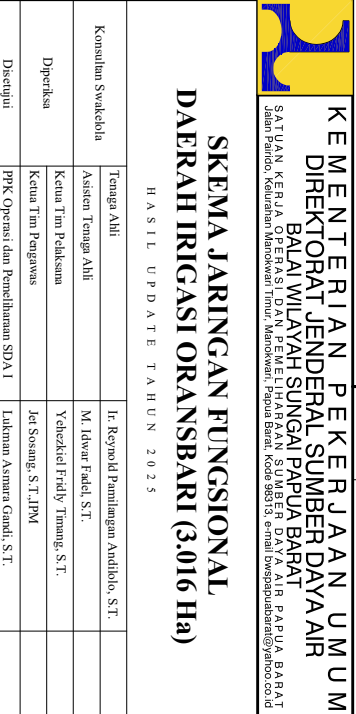 KEMENTERIAN PEKERJAAN UMUM
DIREKTORAT JENDERAL SUMBER DAYA AIR
BALAI WILAYAH SUNGAI PAPUA BARAT
SATUAN KERJA OPERASI DAN PEMELIHARAAN SUMBER DAYA AIR PAPUA BARAT
Jalan Pairido, Kelurahan Manokwari Timur, Manokwari, Papua Barat, Kode 98313, e-mail bwspapuabarat@yahoo.co.id
SKEMA JARINGAN FUNGSIONAL
DAERAH IRIGASI ORANSBARI (3.016 Ha)
HASIL UPDATE TAHUN 2025
Konsultan Swakelola
Tenaga Ahli
Ir. Reynold Pamilangan Andilolo, S.T.
Asisten Tenaga Ahli
M. Idwar Fadel, S.T.
Diperiksa
Ketua Tim Pelaksana
Yehezkiel Fridly Timang, S.T.
Ketua Tim Pengawas
Jet Sosang, S.T.,IPM
Disetujui
PPK Operasi dan Pemeliharaan SDA I
Lukman Asmara Gandi, S.T.